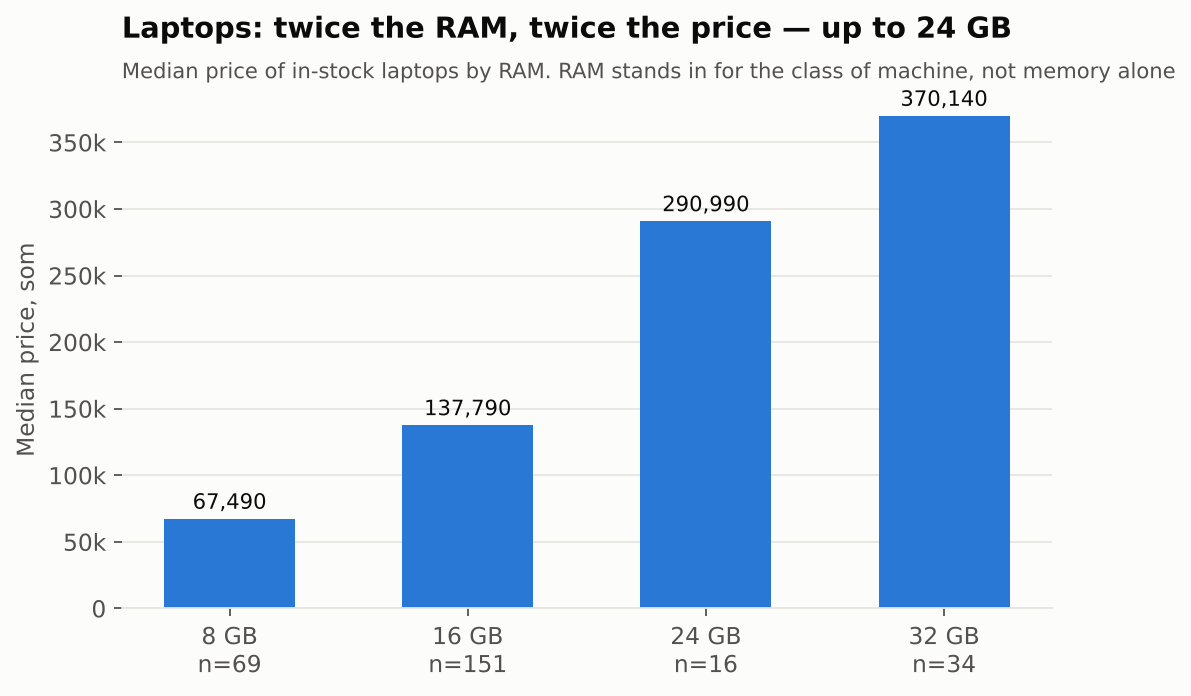 Laptops: twice the RAM, twice the price — up to 24 GB
Median price of in-stock laptops by RAM. RAM stands in for the class of machine, not memory alone
Median price, som
350k
300k
250k
200k
150k
100k
50k
0
67,490
137,790
290,990
370,140
8 GB
n=69
16 GB
n=151
24 GB
n=16
32 GB
n=34